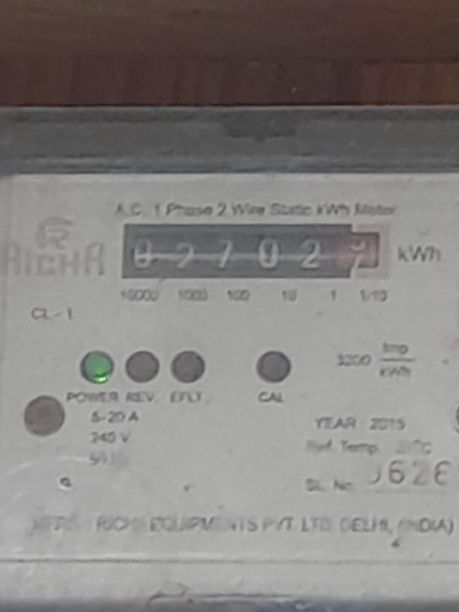 A.C. 1 Phase 2 Wire Static kWh Meter
RICHA
kWh
10000 1000 100 10 1 1/10
CL-1
3200 Imp/kWh
POWER REV. EFLT. CAL
5-20 A
240 V
YEAR 2015
Ref. Temp.
SL. No. 626
EQUIPMENTS PVT. LTD. DELHI, (INDIA)